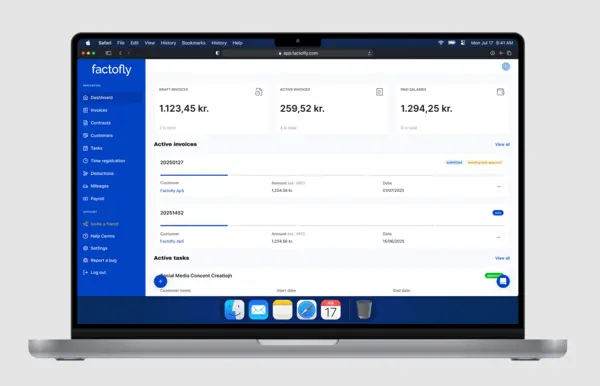 Safari File Edit View History Bookmarks History Help
Mon Jul 17 9:41 AM
app.factofly.com
factofly
Dashboard
Invoices
Contracts
Customers
Tasks
Time registration
Deductions
Mileages
Payroll
Invite a friend
Help Centre
Settings
Report a bug
Log out
DRAFT INVOICES
1.123,45 kr.
ACTIVE INVOICES
259,52 kr.
PAID SALARIES
1.294,25 kr.
Active invoices
View all
20250127
submitted
Customer
Amount (ex. VAT)
Date
Factofly ApS
1.234.56 kr.
01/07/2025
20251452
Customer
Amount (ex. VAT)
Date
Factofly ApS
1.234.56 kr.
15/06/2025
Active tasks
View all
Social Media Concent Creatiojn
Customer name
Start date
End date
JUL
17